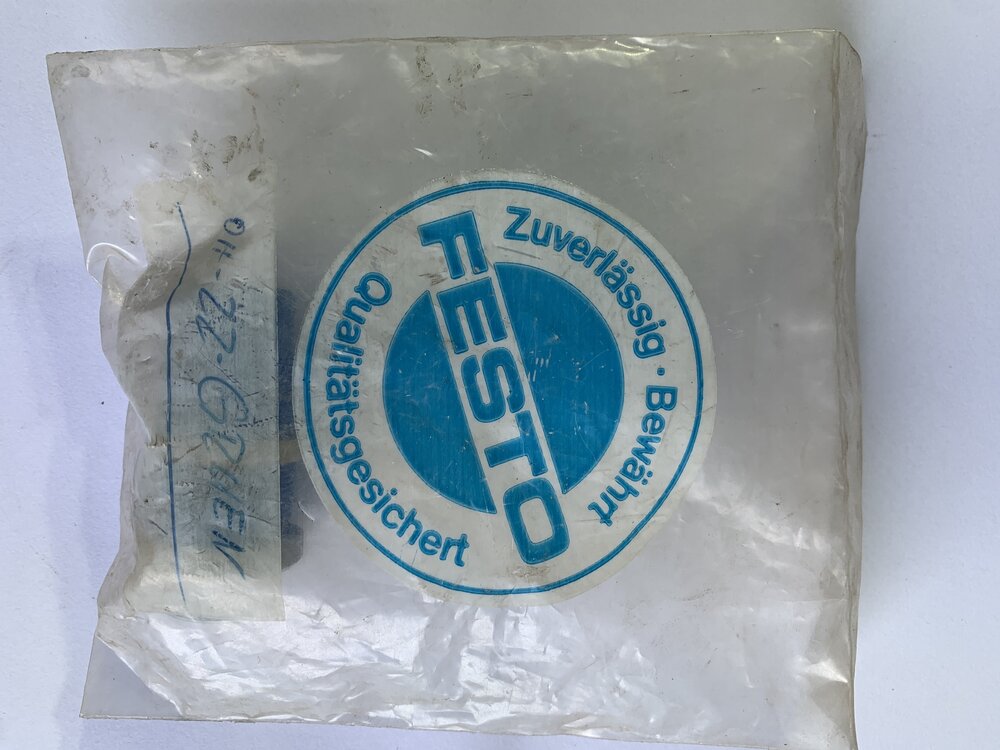 Zuverlässig · Bewährt
FESTO
Qualitätsgesichert